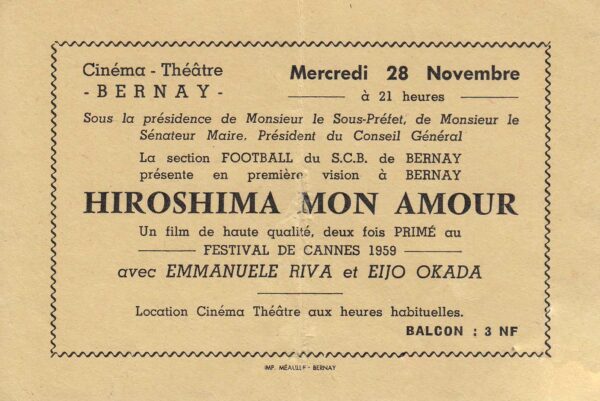 Cinéma - Théâtre
- BERNAY -
Mercredi 28 Novembre
à 21 heures
Sous la présidence de Monsieur le Sous-Préfet, de Monsieur le
Sénateur Maire. Président du Conseil Général
La section FOOTBALL du S.C.B. de BERNAY
présente en première vision à BERNAY
HIROSHIMA MON AMOUR
Un film de haute qualité, deux fois PRIMÉ au
FESTIVAL DE CANNES 1959
avec EMMANUELE RIVA et EIJO OKADA
Location Cinéma Théâtre aux heures habituelles.
BALCON : 3 NF
IMP. MÉAULLE - BERNAY